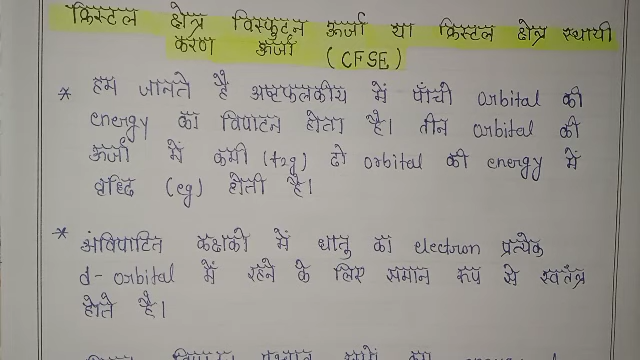 क्रिस्टल क्षेत्र विस्फुटन ऊर्जा या क्रिस्टल क्षेत्र स्थायी
करण ऊर्जा (CFSE)
* हम जानते है अष्टफलकीय में पाँचो orbital की
energy का विपाटन होता है। तीन orbital की
ऊर्जा में कमी (t2g) दो orbital की energy में
वृद्धि (eg) होती है।
* अविपाटित कक्षको में धातु का electron प्रत्येक
d-orbital में रहने के लिए समान रूप से स्वतंत्र
होते है।